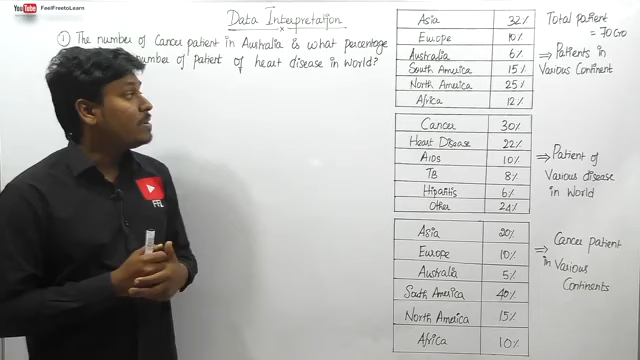 YouTube FeelFreetoLearn
Data Interpretation
x
① The number of Cancer patient in Australia is what percentage
number of patient of heart disease in World?
Asia 32%
Europe 10%
Australia 6%
South America 15%
North America 25%
Africa 12%
Total patient
= 7000
⇒ Patients in
Various Continent
Cancer 30%
Heart Disease 22%
AIDS 10%
TB 8%
Hipatitis 6%
Other 24%
⇒ Patient of
Various disease
in World
Asia 20%
Europe 10%
Australia 5%
South America 40%
North America 15%
Africa 10%
⇒ Cancer patient
in Various
Continents
FFL